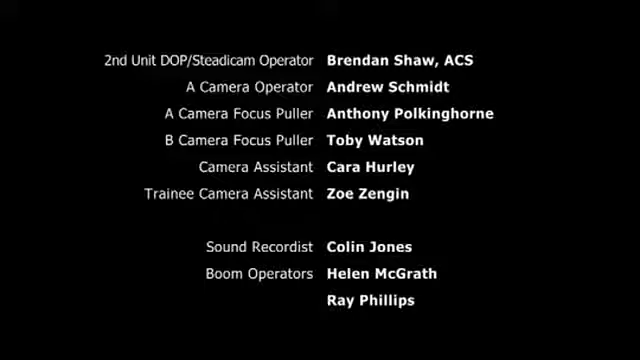 2nd Unit DOP/Steadicam Operator Brendan Shaw, ACS
A Camera Operator Andrew Schmidt
A Camera Focus Puller Anthony Polkinghorne
B Camera Focus Puller Toby Watson
Camera Assistant Cara Hurley
Trainee Camera Assistant Zoe Zengin
Sound Recordist Colin Jones
Boom Operators Helen McGrath
Ray Phillips